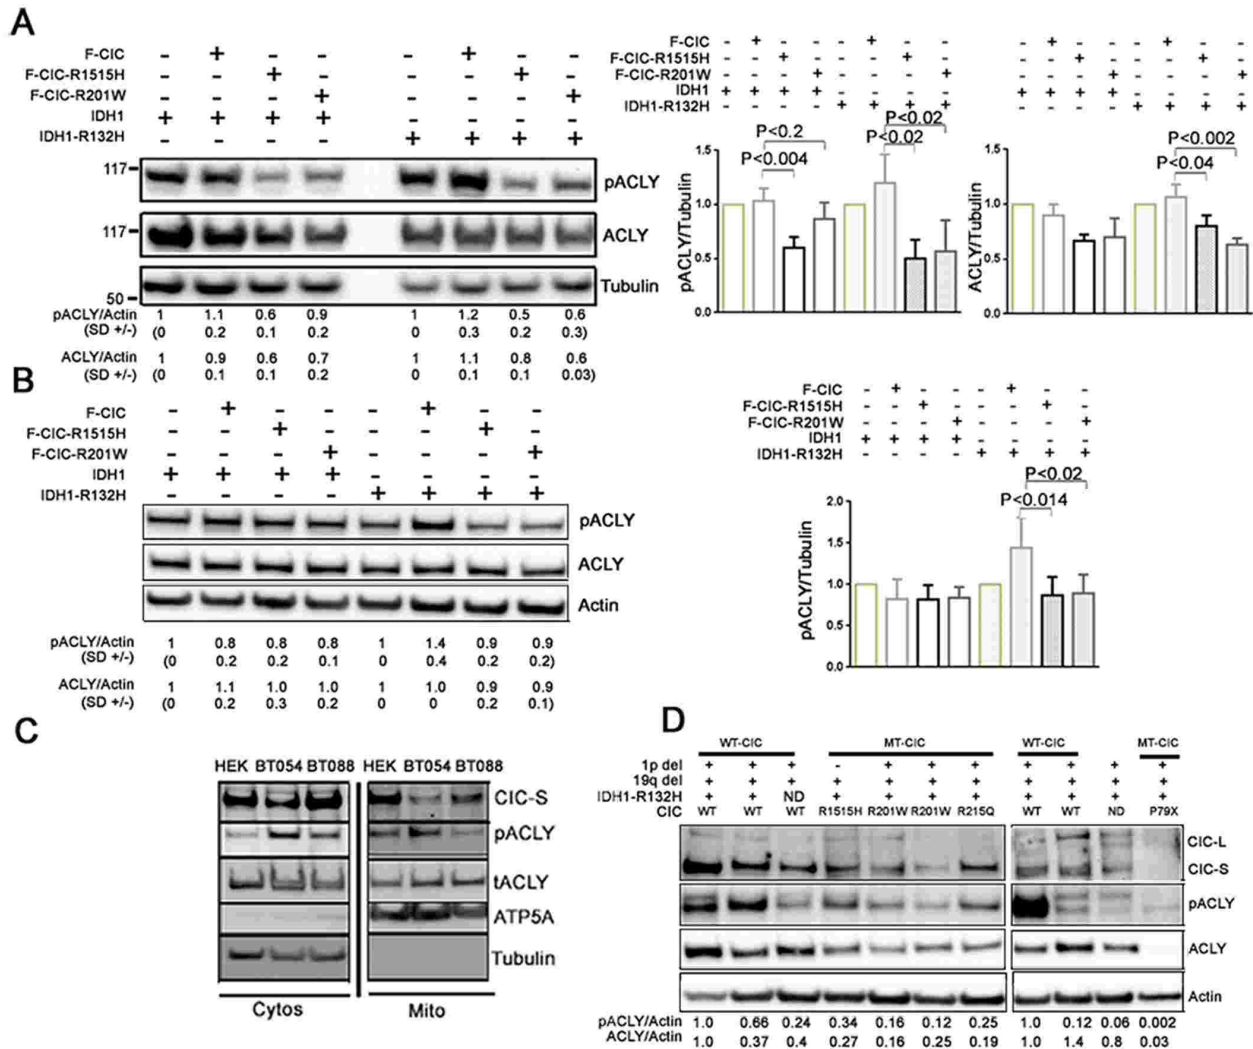 A
F-CIC - + - - - + - -
F-CIC-R1515H - - + - - - + -
F-CIC-R201W - - - + - - - +
IDH1 + + + + - - - -
IDH1-R132H - - - - + + + +
117
pACLY
117
ACLY
Tubulin
50
pACLY/Actin 1 1.1 0.6 0.9 1 1.2 0.5 0.6
(SD +/-) (0 0.2 0.1 0.2 0 0.3 0.2 0.3)
ACLY/Actin 1 0.9 0.6 0.7 1 1.1 0.8 0.6
(SD +/-) (0 0.1 0.1 0.2 0 0.1 0.1 0.03)
F-CIC - + - - - + - - - + - - - + - -
F-CIC-R1515H - - + - - - + - - - + - - - + -
F-CIC-R201W - - - + - - - + - - - + - - - +
IDH1 + + + + - - - - + + + + - - - -
IDH1-R132H - - - - + + + + - - - - + + + +
P<0.2
P<0.004
P<0.02
P<0.02
pACLY/Tubulin
1.5
1.0
0.5
0.0
P<0.002
P<0.04
ACLY/Tubulin
1.5
1.0
0.5
0.0
B
F-CIC - + - - - + - -
F-CIC-R1515H - - + - - - + -
F-CIC-R201W - - - + - - - +
IDH1 + + + + - - - -
IDH1-R132H - - - - + + + +
pACLY
ACLY
Actin
pACLY/Actin 1 0.8 0.8 0.8 1 1.4 0.9 0.9
(SD +/-) (0 0.2 0.2 0.1 0 0.4 0.2 0.2)
ACLY/Actin 1 1.1 1.0 1.0 1 1.0 0.9 0.9
(SD +/-) (0 0.2 0.3 0.2 0 0 0.2 0.1)
F-CIC - + - - - + - -
F-CIC-R1515H - - + - - - + -
F-CIC-R201W - - - + - - - +
IDH1 + + + + - - - -
IDH1-R132H - - - - + + + +
P<0.02
P<0.014
pACLY/Tubulin
2.0
1.5
1.0
0.5
0.0
C
HEK BT054 BT088 HEK BT054 BT088
CIC-S
pACLY
tACLY
ATP5A
Tubulin
Cytos Mito
D
WT-CIC MT-CIC WT-CIC MT-CIC
1p del + + + - + + + + + + +
19q del + + + + + + + + + + +
IDH1-R132H + + ND + + + + + + + +
CIC WT WT WT R1515H R201W R201W R215Q WT WT ND P79X
CIC-L
CIC-S
pACLY
ACLY
Actin
pACLY/Actin 1.0 0.66 0.24 0.34 0.16 0.12 0.25 1.0 0.12 0.06 0.002
ACLY/Actin 1.0 0.37 0.4 0.27 0.16 0.25 0.19 1.0 1.4 0.8 0.03